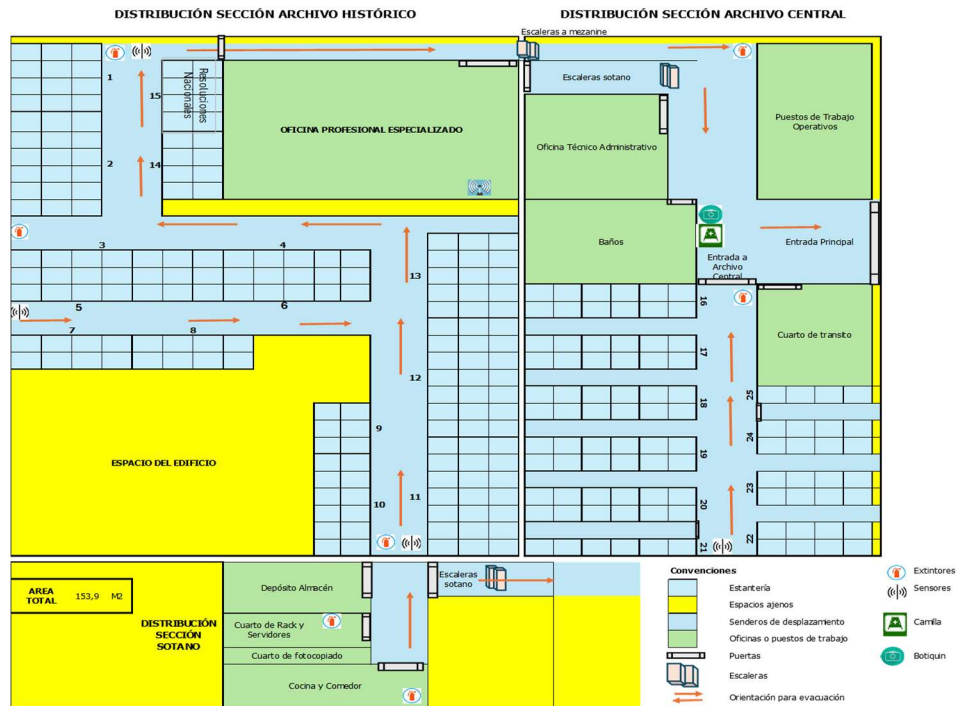 DISTRIBUCIÓN SECCIÓN ARCHIVO HISTÓRICO
DISTRIBUCIÓN SECCIÓN ARCHIVO CENTRAL
Escaleras a mezanine
1
15
Resoluciones
Nacionales
2
14
OFICINA PROFESIONAL ESPECIALIZADO
Escaleras sotano
Puestos de Trabajo
Operativos
Oficina Técnico Administrativo
3
4
13
Baños
Entrada Principal
Entrada a
Archivo
Central
5
6
7
8
12
16
17
Cuarto de transito
18
25
9
24
ESPACIO DEL EDIFICIO
19
10
11
20
23
21
22
AREA
TOTAL
153,9 M2
DISTRIBUCIÓN
SECCIÓN
SOTANO
Depósito Almacén
Escaleras
sotano
Cuarto de Rack y
Servidores
Cuarto de fotocopiado
Cocina y Comedor
Convenciones
Estantería
Espacios ajenos
Senderos de desplazamiento
Oficinas o puestos de trabajo
Puertas
Escaleras
Orientación para evacuación
Extintores
Sensores
Camilla
Botiquin